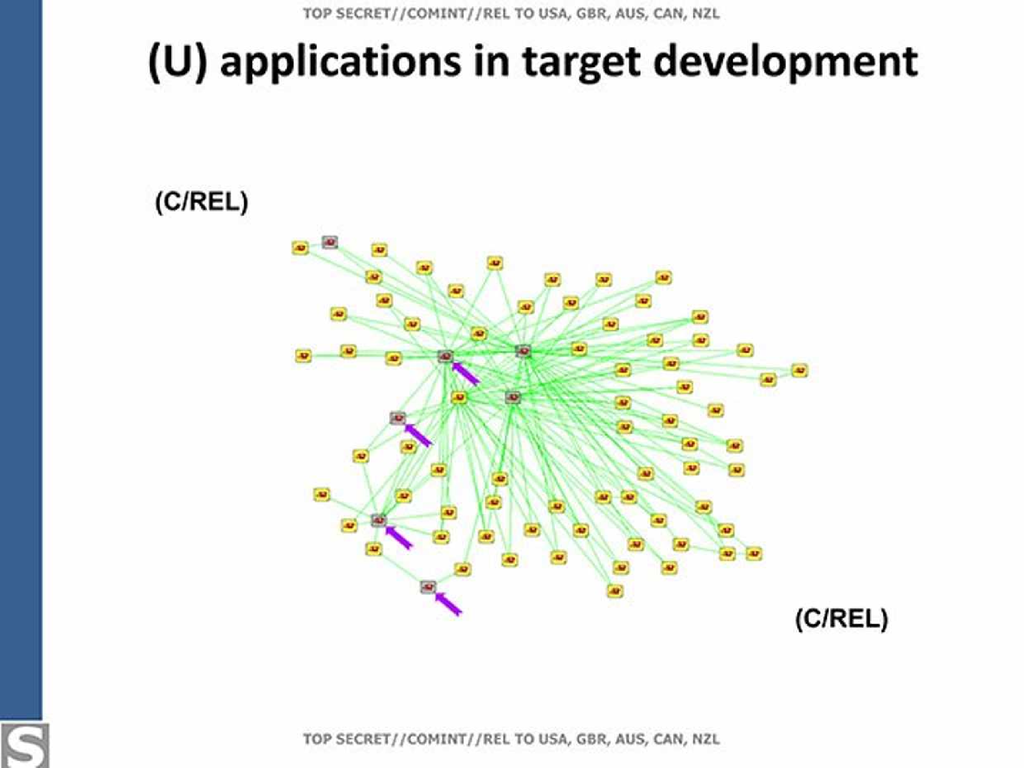 TOP SECRET//COMINT//REL TO USA, GBR, AUS, CAN, NZL
(U) applications in target development
(C/REL)
(C/REL)
S
TOP SECRET//COMINT//REL TO USA, GBR, AUS, CAN, NZL